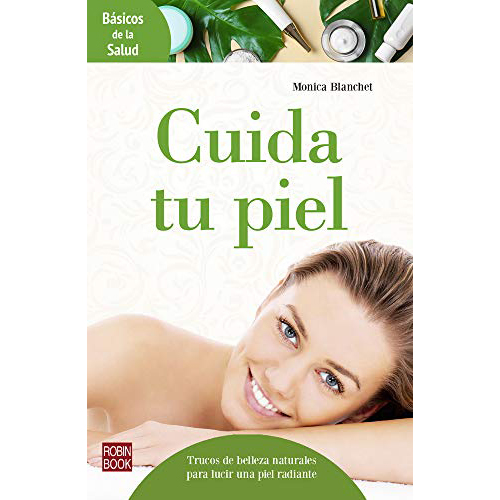 Básicos
de la
Salud
Monica Blanchet
Cuida
tu piel
ROBIN
BOOK
Trucos de belleza naturales
para lucir una piel radiante